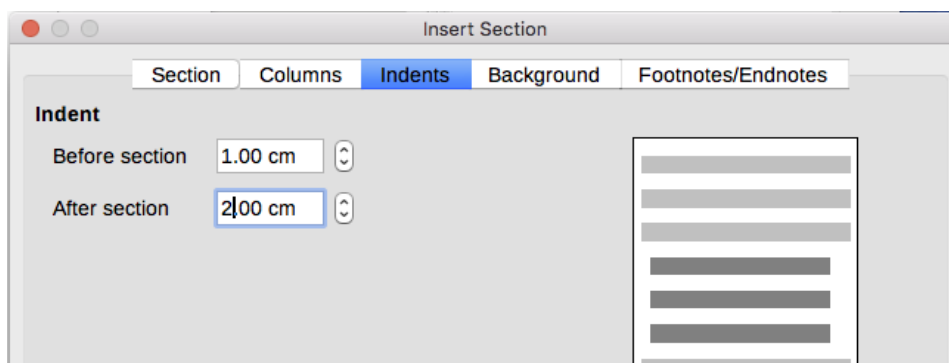 Insert Section
Section Columns Indents Background Footnotes/Endnotes
Indent
Before section 1.00 cm
After section 2.00 cm